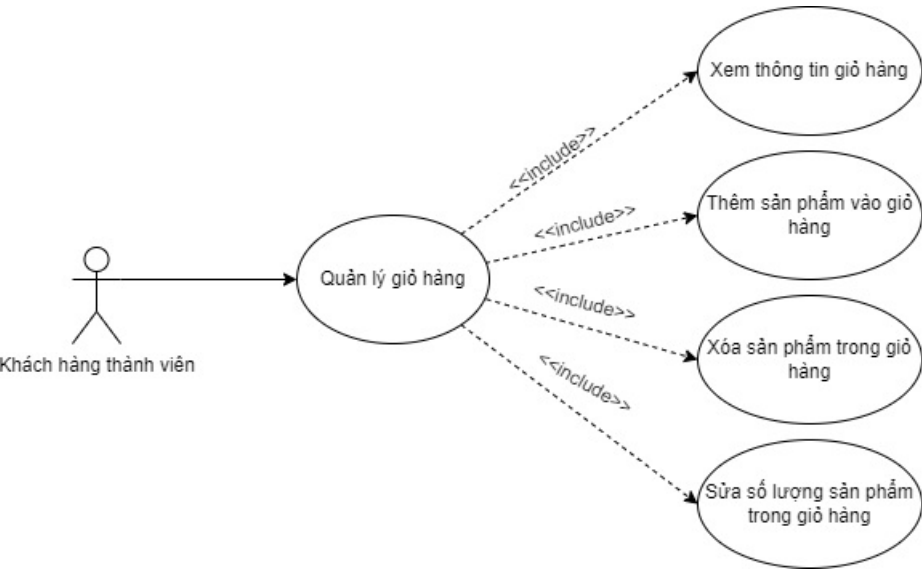 Xem thông tin giỏ hàng
<<include>>
Thêm sản phẩm vào giỏ
hàng
<<include>>
Quản lý giỏ hàng
<<include>>
Xóa sản phẩm trong giỏ
hàng
Khách hàng thành viên
<<include>>
Sửa số lượng sản phẩm
trong giỏ hàng